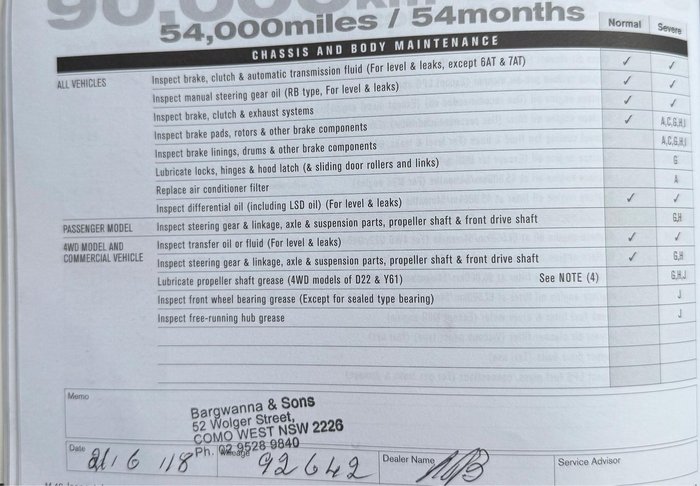 90,000km
54,000miles / 54months
Normal Severe
CHASSIS AND BODY MAINTENANCE
ALL VEHICLES Inspect brake, clutch & automatic transmission fluid (For level & leaks, except 6AT & 7AT) ✓ ✓
Inspect manual steering gear oil (RB type, For level & leaks) ✓ ✓
Inspect brake, clutch & exhaust systems ✓ ✓
Inspect brake pads, rotors & other brake components ✓ A,C,G,H,I
Inspect brake linings, drums & other brake components A,C,G,H,I
Lubricate locks, hinges & hood latch (& sliding door rollers and links) G
Replace air conditioner filter A
Inspect differential oil (including LSD oil) (For level & leaks) ✓ ✓
PASSENGER MODEL Inspect steering gear & linkage, axle & suspension parts, propeller shaft & front drive shaft G,H
4WD MODEL AND COMMERCIAL VEHICLE Inspect transfer oil or fluid (For level & leaks) ✓ ✓
Inspect steering gear & linkage, axle & suspension parts, propeller shaft & front drive shaft ✓ G,H
Lubricate propeller shaft grease (4WD models of D22 & Y61) See NOTE (4) G,H,J
Inspect front wheel bearing grease (Except for sealed type bearing) J
Inspect free-running hub grease J
Memo
Bargwanna & Sons
52 Wolger Street,
COMO WEST NSW 2226
Ph. 02 9528 9840
Date 21 6 118 Mileage 92642 Dealer Name Service Advisor